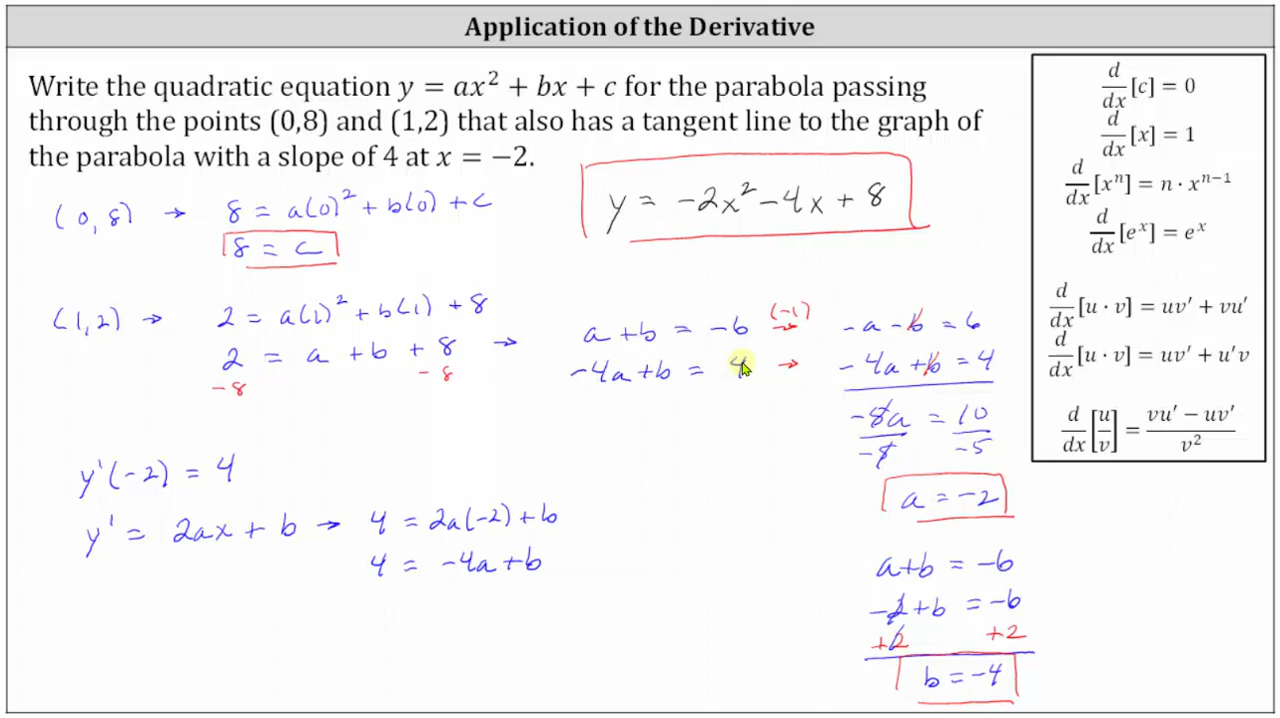 Application of the Derivative
Write the quadratic equation y = ax² + bx + c for the parabola passing
through the points (0,8) and (1,2) that also has a tangent line to the graph of
the parabola with a slope of 4 at x = −2.
(0,8) → 8 = a(0)² + b(0) + c
8 = c
y = −2x² − 4x + 8
(1,2) → 2 = a(1)² + b(1) + 8
2 = a + b + 8 →
−8 −8
a + b = −6 (−1) →
−4a + b = 4 →
−a − b = 6
−4a + b = 4
−5a = 10
−5 −5
a = −2
y'(−2) = 4
y' = 2ax + b → 4 = 2a(−2) + b
4 = −4a + b
a + b = −6
−2 + b = −6
+2 +2
b = −4
d/dx [c] = 0
d/dx [x] = 1
d/dx [xⁿ] = n · xⁿ⁻¹
d/dx [eˣ] = eˣ
d/dx [u · v] = uv′ + vu′
d/dx [u · v] = uv′ + u′v
d/dx [u/v] = (vu′ − uv′)/v²